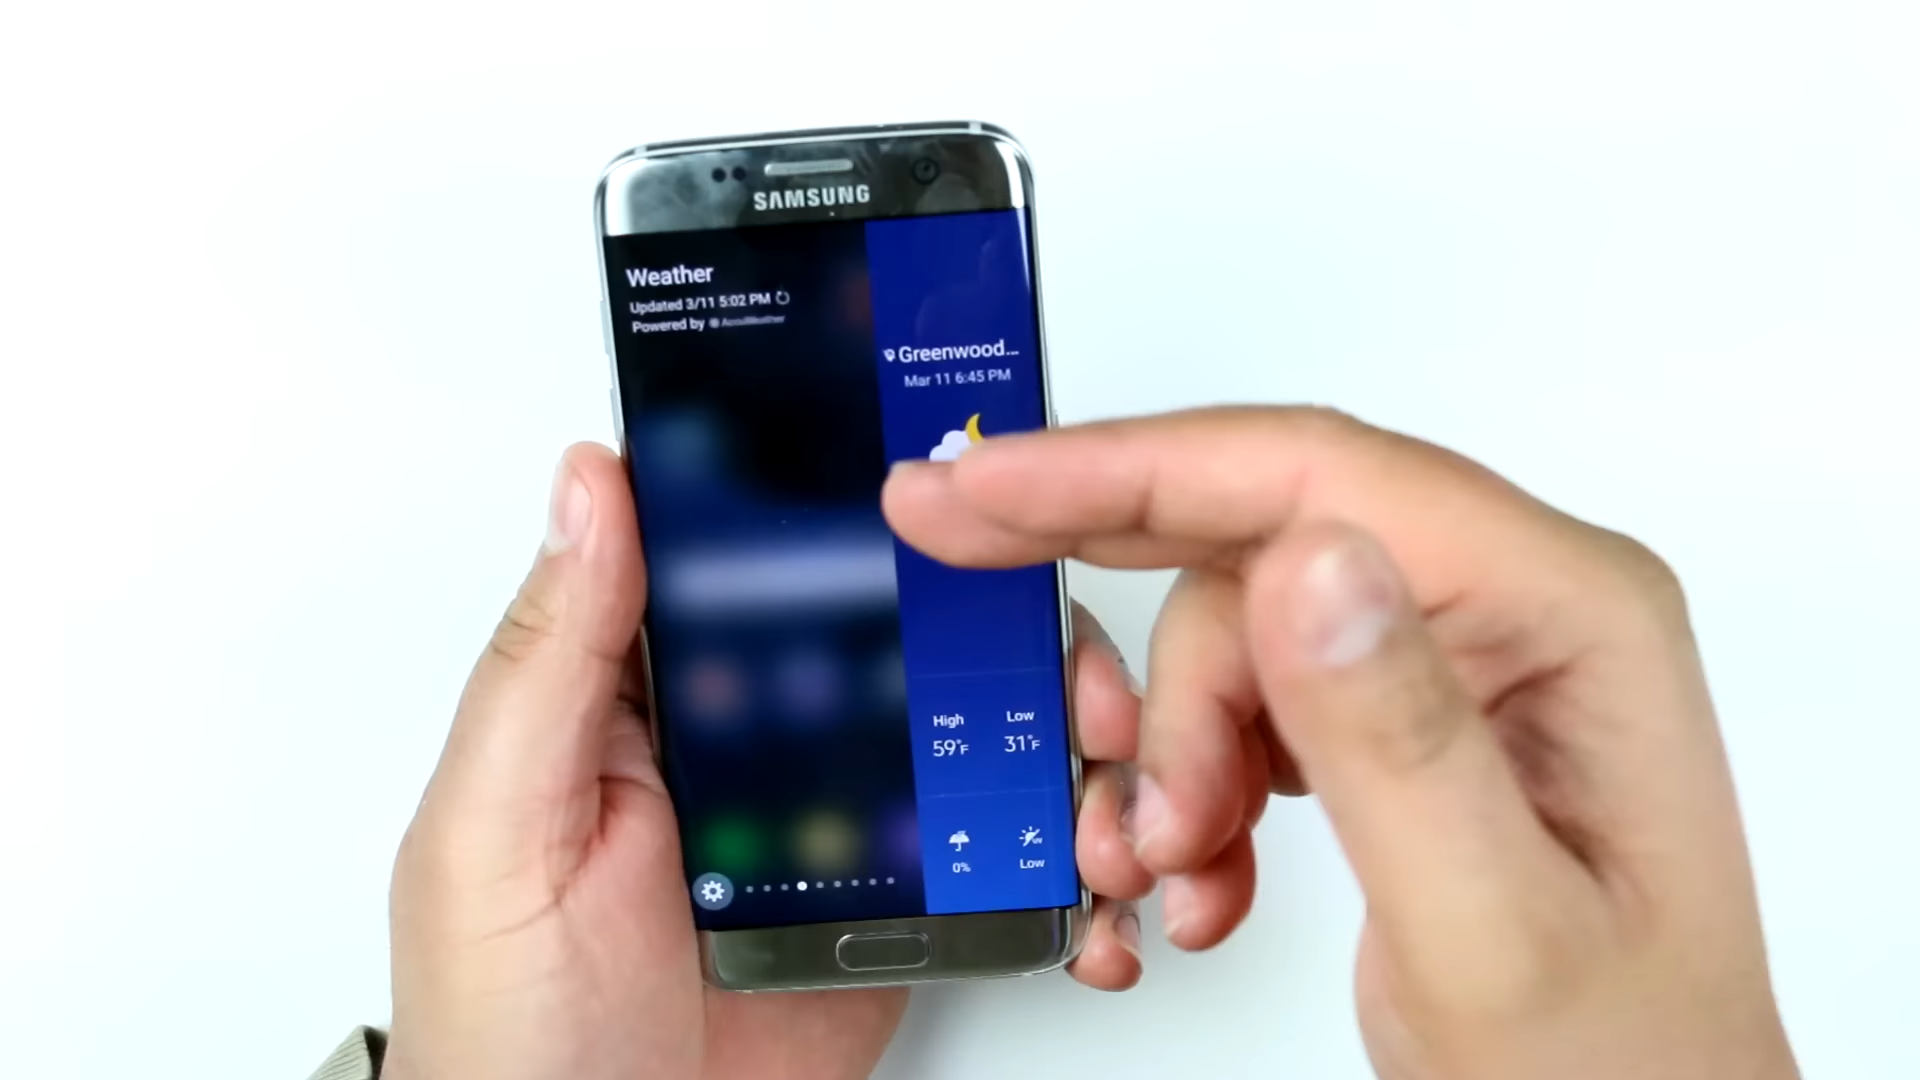 SAMSUNG
Weather
Updated 3/11 5:02 PM
Powered by AccuWeather
Greenwood...
Mar 11 6:45 PM
High Low
59°F 31°F
0% Low